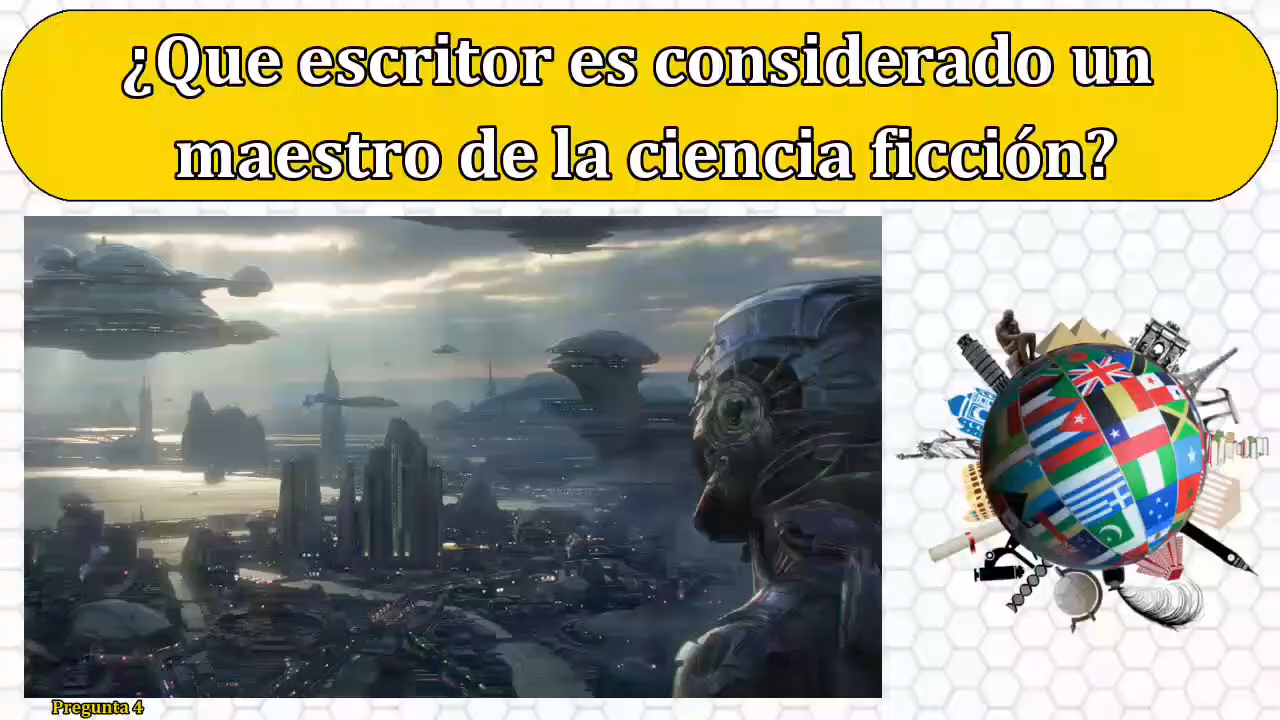 ¿Que escritor es considerado un
maestro de la ciencia ficción?
Pregunta 4